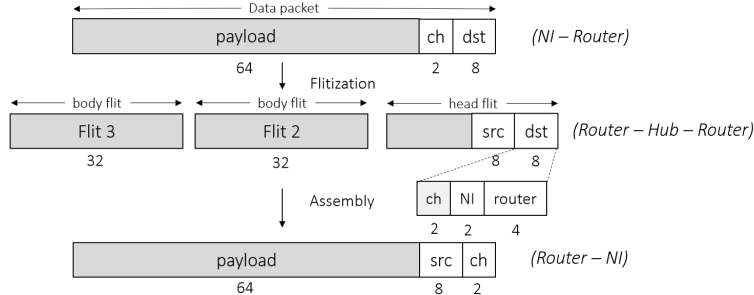 Data packet
payload ch dst (NI – Router)
64 2 8
Flitization
body flit body flit head flit
Flit 3 Flit 2 src dst (Router – Hub – Router)
32 32 8 8
Assembly ch NI router
2 2 4
payload src ch (Router – NI)
64 8 2